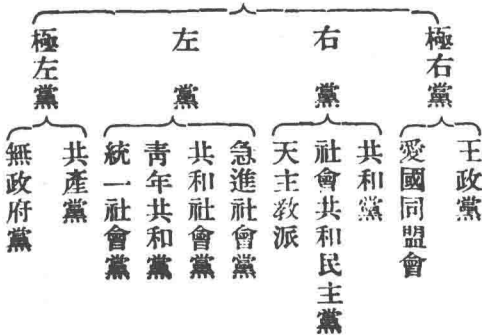 極右黨
右黨
左黨
極左黨
王政黨
愛國同盟會
共和黨
社會共和民主黨
天主敎派
急進社會黨
共和社會黨
靑年共和黨
統一社會黨
共產黨
無政府黨